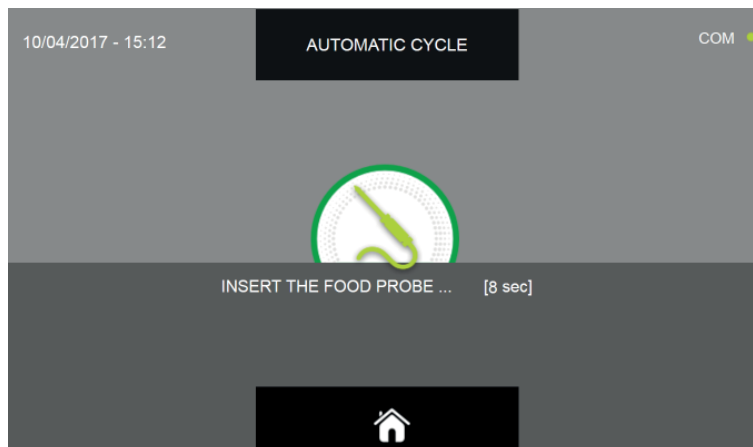 10/04/2017 - 15:12
AUTOMATIC CYCLE
COM
INSERT THE FOOD PROBE ... [8 sec]